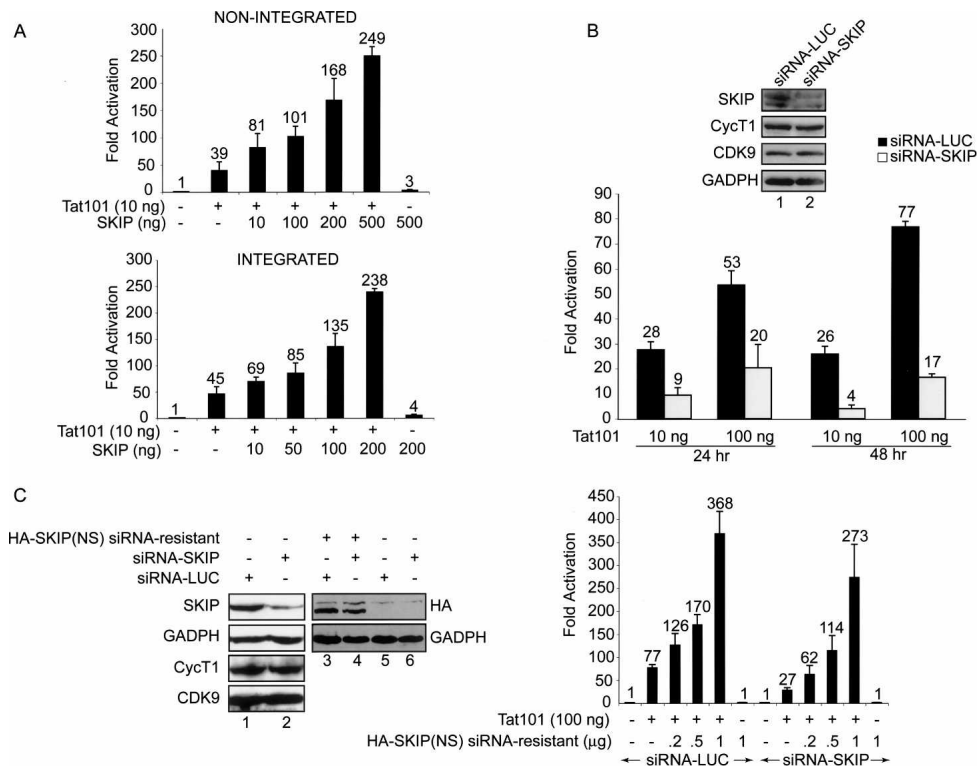 A
NON-INTEGRATED
Fold Activation
300
250
200
150
100
50
0
1 39 81 101 168 249 3
Tat101 (10 ng) - + + + + + -
SKIP (ng) - - 10 100 200 500 500
INTEGRATED
Fold Activation
300
250
200
150
100
50
0
1 45 69 85 135 238 4
Tat101 (10 ng) - + + + + + -
SKIP (ng) - - 10 50 100 200 200
B
siRNA-LUC
siRNA-SKIP
SKIP
CycT1
CDK9
GADPH
1 2
siRNA-LUC
siRNA-SKIP
Fold Activation
90
80
70
60
50
40
30
20
10
0
28 9 53 20 26 4 77 17
Tat101 10 ng 100 ng 10 ng 100 ng
24 hr 48 hr
C
HA-SKIP(NS) siRNA-resistant - - + + - -
siRNA-SKIP - + - + - +
siRNA-LUC + - + - + -
SKIP HA
GADPH GADPH
3 4 5 6
CycT1
CDK9
1 2
Fold Activation
450
400
350
300
250
200
150
100
50
0
1 77 126 170 368 1 1 27 62 114 273 1
Tat101 (100 ng) - + + + + - - + + + + -
HA-SKIP(NS) siRNA-resistant (μg) - - .2 .5 1 1 - - .2 .5 1 1
siRNA-LUC siRNA-SKIP